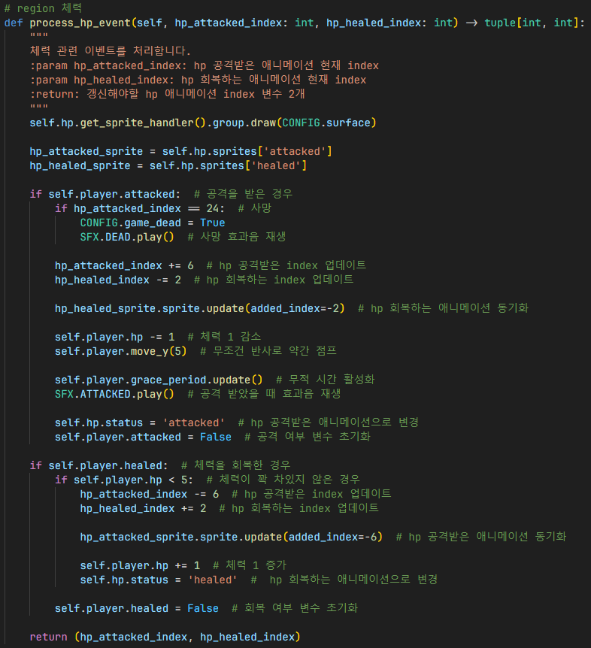 # region 체력
def process_hp_event(self, hp_attacked_index: int, hp_healed_index: int) -> tuple[int, int]:
    """
    체력 관련 이벤트를 처리합니다.
    :param hp_attacked_index: hp 공격받은 애니메이션 현재 index
    :param hp_healed_index: hp 회복하는 애니메이션 현재 index
    :return: 갱신해야할 hp 애니메이션 index 변수 2개
    """
    self.hp.get_sprite_handler().group.draw(CONFIG.surface)

    hp_attacked_sprite = self.hp.sprites['attacked']
    hp_healed_sprite = self.hp.sprites['healed']

    if self.player.attacked:  # 공격을 받은 경우
        if hp_attacked_index == 24:  # 사망
            CONFIG.game_dead = True
            SFX.DEAD.play()  # 사망 효과음 재생

        hp_attacked_index += 6  # hp 공격받은 index 업데이트
        hp_healed_index -= 2  # hp 회복하는 index 업데이트

        hp_healed_sprite.sprite.update(added_index=-2)  # hp 회복하는 애니메이션 동기화

        self.player.hp -= 1  # 체력 1 감소
        self.player.move_y(5)  # 무조건 반사로 약간 점프

        self.player.grace_period.update()  # 무적 시간 활성화
        SFX.ATTACKED.play()  # 공격 받았을 때 효과음 재생

        self.hp.status = 'attacked'  # hp 공격받은 애니메이션으로 변경
        self.player.attacked = False  # 공격 여부 변수 초기화

    if self.player.healed:  # 체력을 회복한 경우
        if self.player.hp < 5:  # 체력이 꽉 차있지 않은 경우
            hp_attacked_index -= 6  # hp 공격받은 index 업데이트
            hp_healed_index += 2  # hp 회복하는 index 업데이트

            hp_attacked_sprite.sprite.update(added_index=-6)  # hp 공격받은 애니메이션 동기화

            self.player.hp += 1  # 체력 1 증가
            self.hp.status = 'healed'  #  hp 회복하는 애니메이션으로 변경

        self.player.healed = False  # 회복 여부 변수 초기화

    return (hp_attacked_index, hp_healed_index)